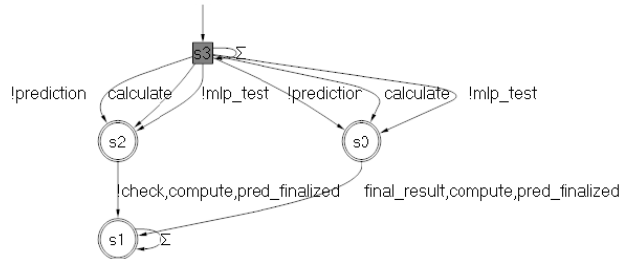 s3 Σ
!prediction calculate !mlp_test !prediction calculate !mlp_test
s2 s0
!check,compute,pred_finalized final_result,compute,pred_finalized
s1 Σ